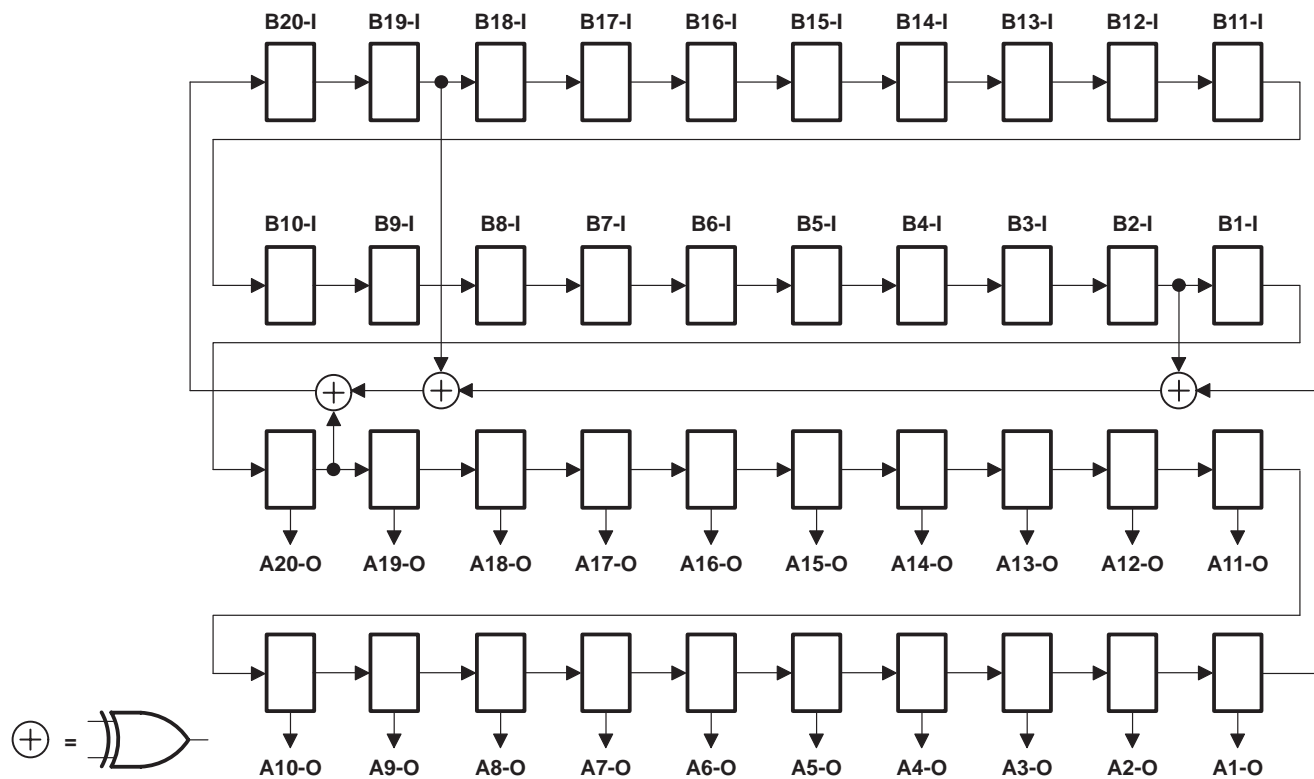 B20-I B19-I B18-I B17-I B16-I B15-I B14-I B13-I B12-I B11-I
B10-I B9-I B8-I B7-I B6-I B5-I B4-I B3-I B2-I B1-I
A20-O A19-O A18-O A17-O A16-O A15-O A14-O A13-O A12-O A11-O
=
A10-O A9-O A8-O A7-O A6-O A5-O A4-O A3-O A2-O A1-O